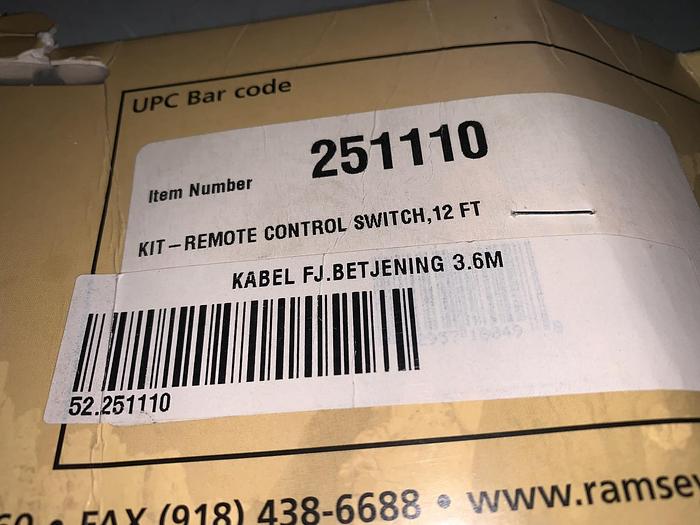 UPC Bar code
251110
Item Number
KIT-REMOTE CONTROL SWITCH,12 FT
KABEL FJ.BETJENING 3.6M
52.251110
• FAX (918) 438-6688 • www.ramsey